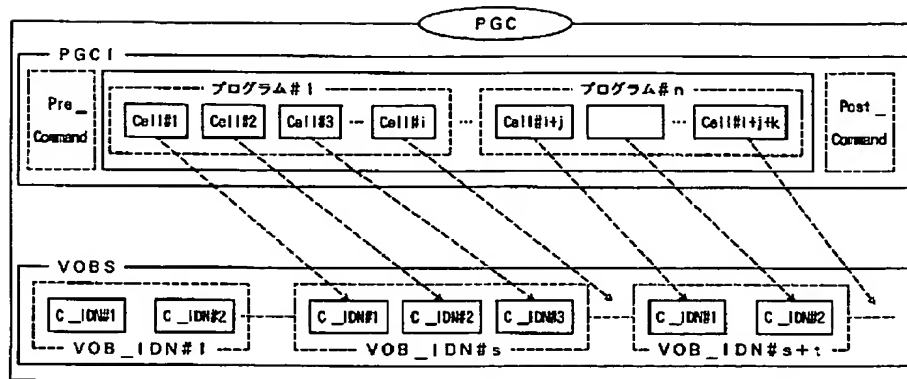 PGC
PGCI
Pre_
Command
プログラム#1
Cell#1 Cell#2 Cell#3 … Cell#i
…
プログラム#n
Cell#i+j … Cell#i+j+k
Post_
Command
VOBS
C_IDN#1 C_IDN#2
VOB_IDN#1
C_IDN#1 C_IDN#2 C_IDN#3
VOB_IDN#s
C_IDN#1 C_IDN#2
VOB_IDN#s+t